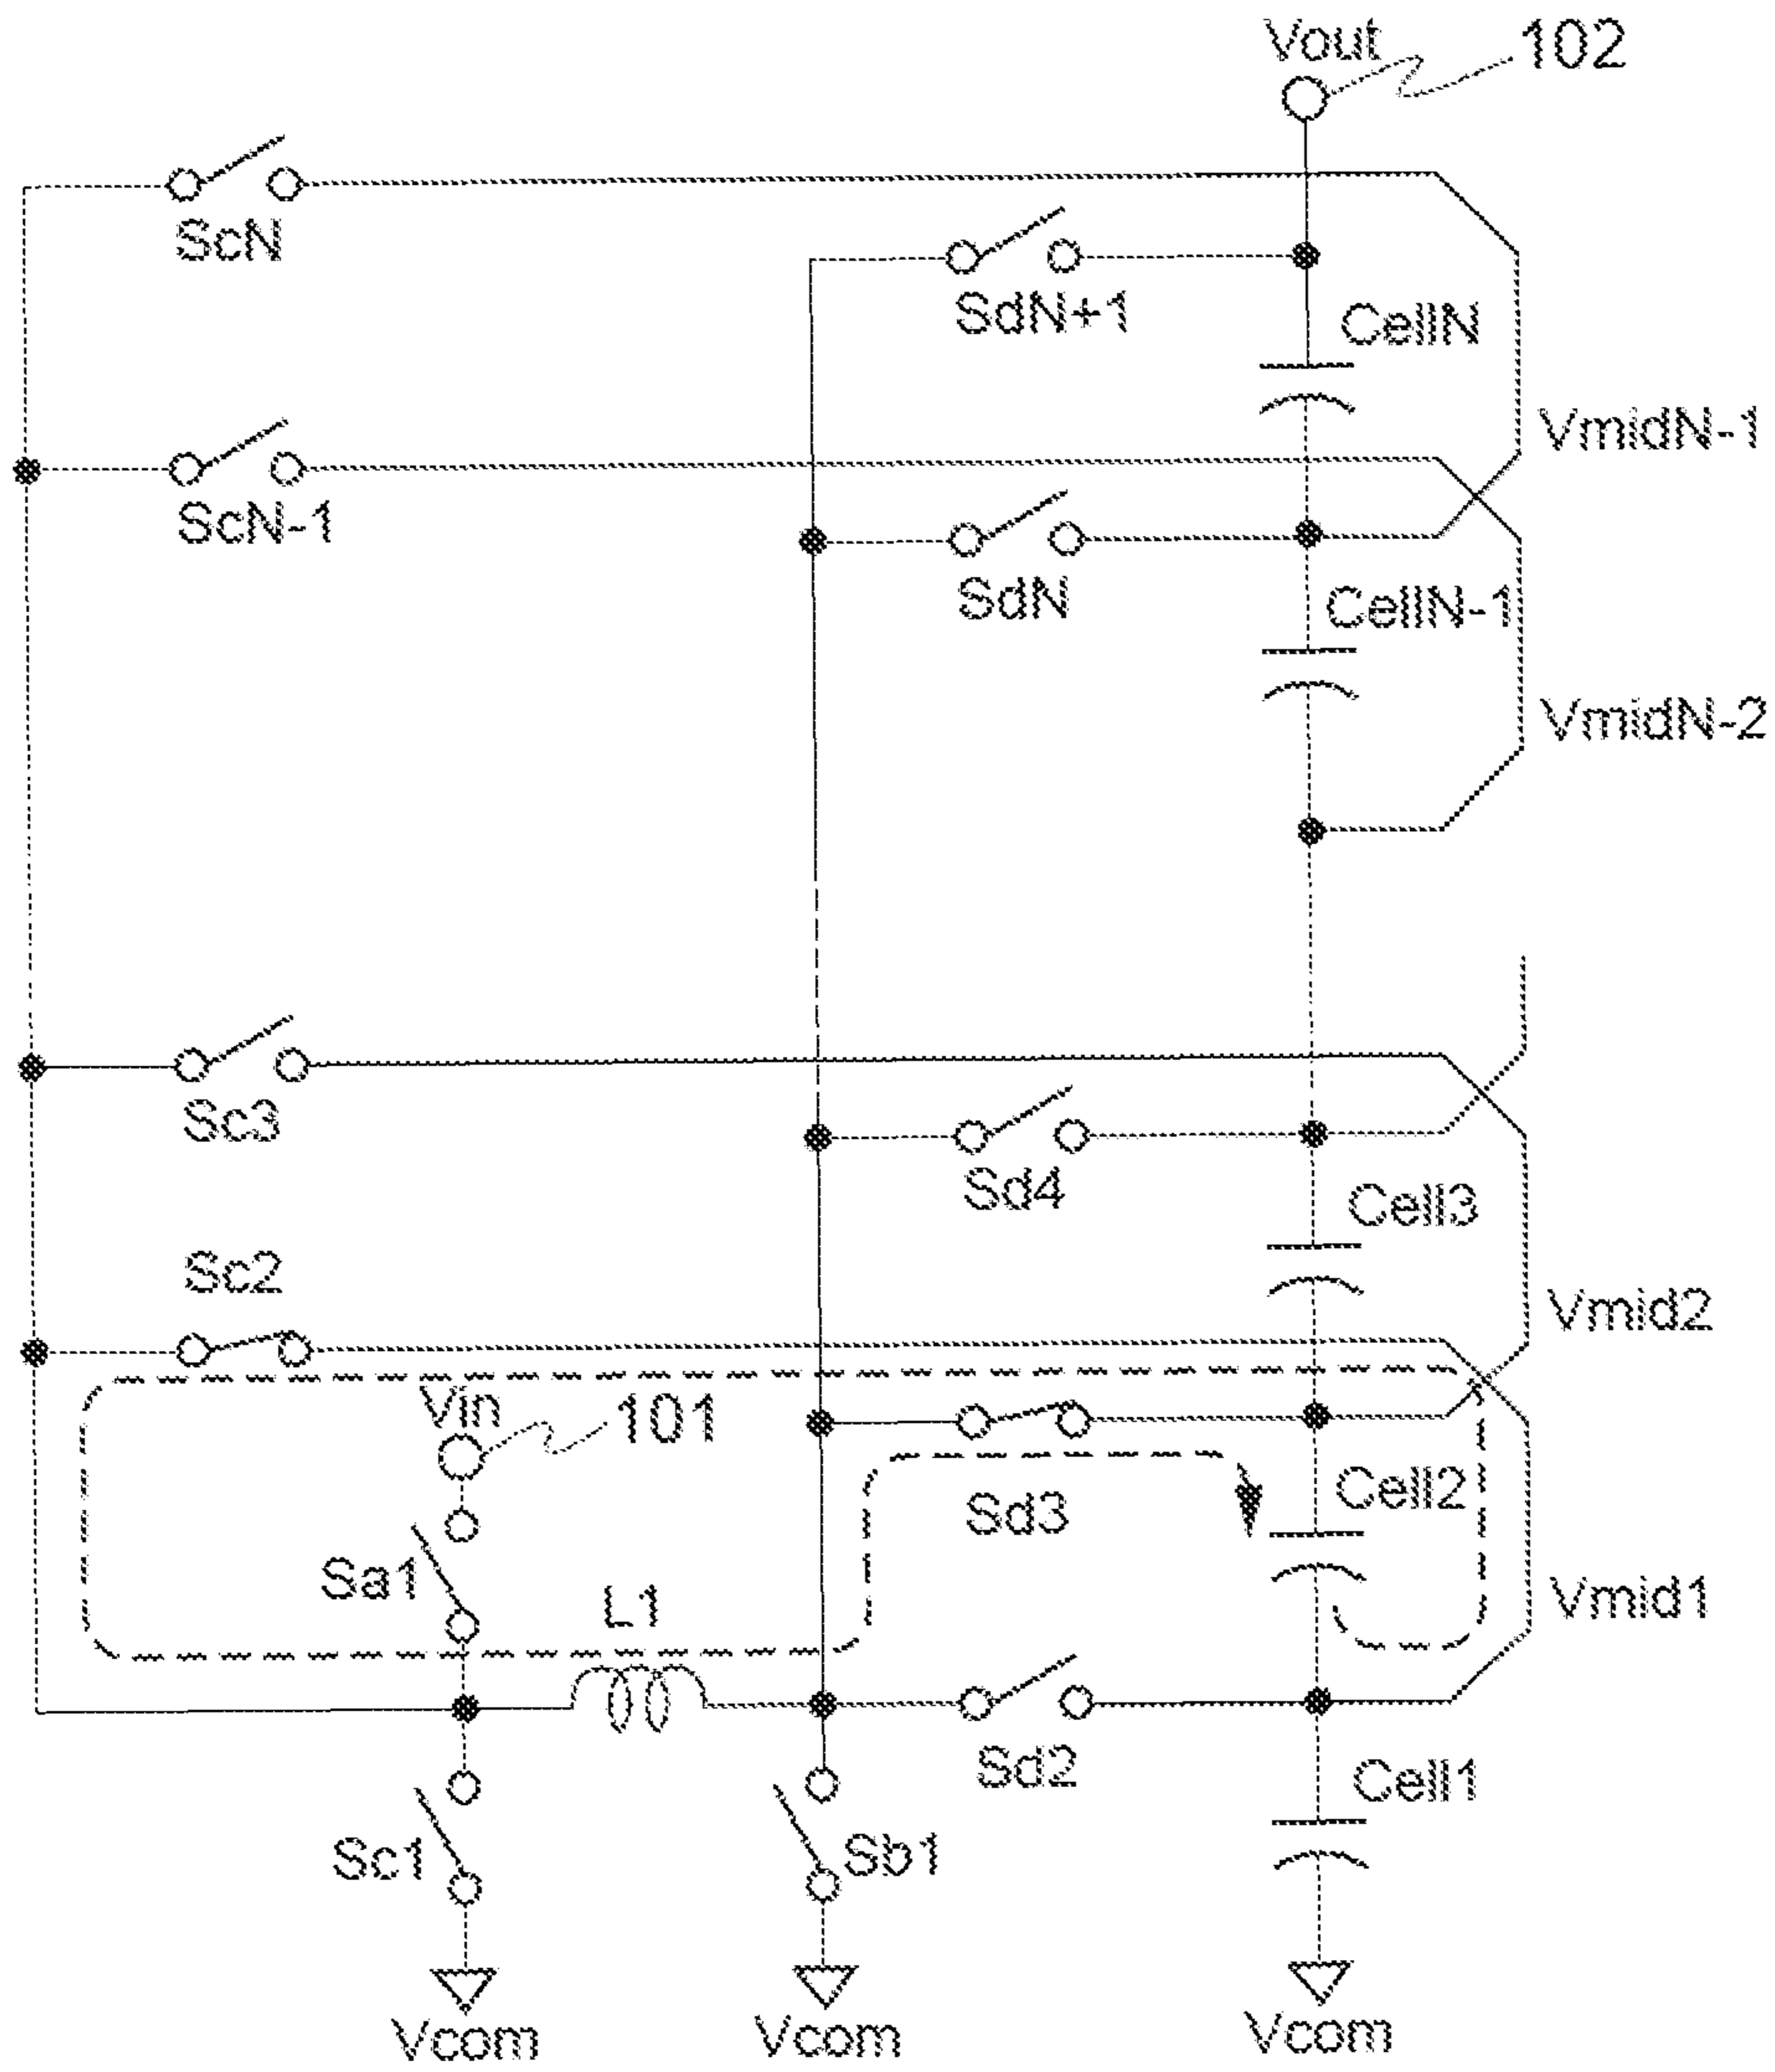 Vout
102
ScN
SdN+1
CellN
VmidN-1
ScN-1
SdN
CellN-1
VmidN-2
Sc3
Sd4
Cell3
Sc2
Vmid2
Vin
101
Sd3
Cell2
Sa1
L1
Vmid1
Sd2
Cell1
Sc1
Sb1
Vcom
Vcom
Vcom